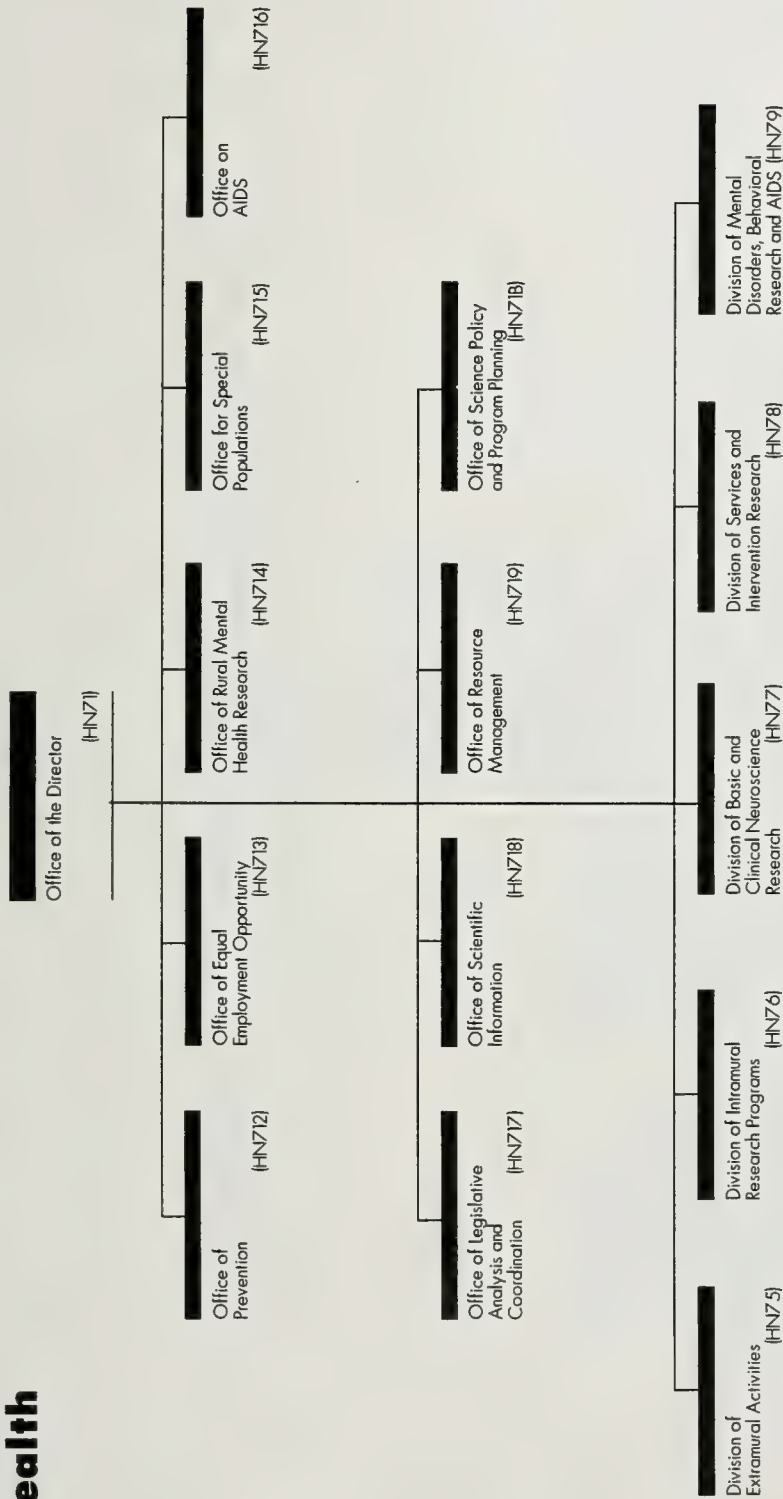 ealth
Office of the Director
(HN71)
Office of
Prevention
(HN712)
Office of Equal
Employment Opportunity
(HN713)
Office of Rural Mental
Health Research
(HN714)
Office for Special
Populations
(HN715)
Office on
AIDS
(HN716)
Office of Legislative
Analysis and
Coordination
(HN717)
Office of Scientific
Information
(HN718)
Office of Resource
Management
(HN719)
Office of Science Policy
and Program Planning
(HN71B)
Division of
Extramural Activities
(HN75)
Division of Intramural
Research Programs
(HN76)
Division of Basic and
Clinical Neuroscience
Research
(HN77)
Division of Services and
Intervention Research
(HN78)
Division of Mental
Disorders, Behavioral
Research and AIDS (HN79)